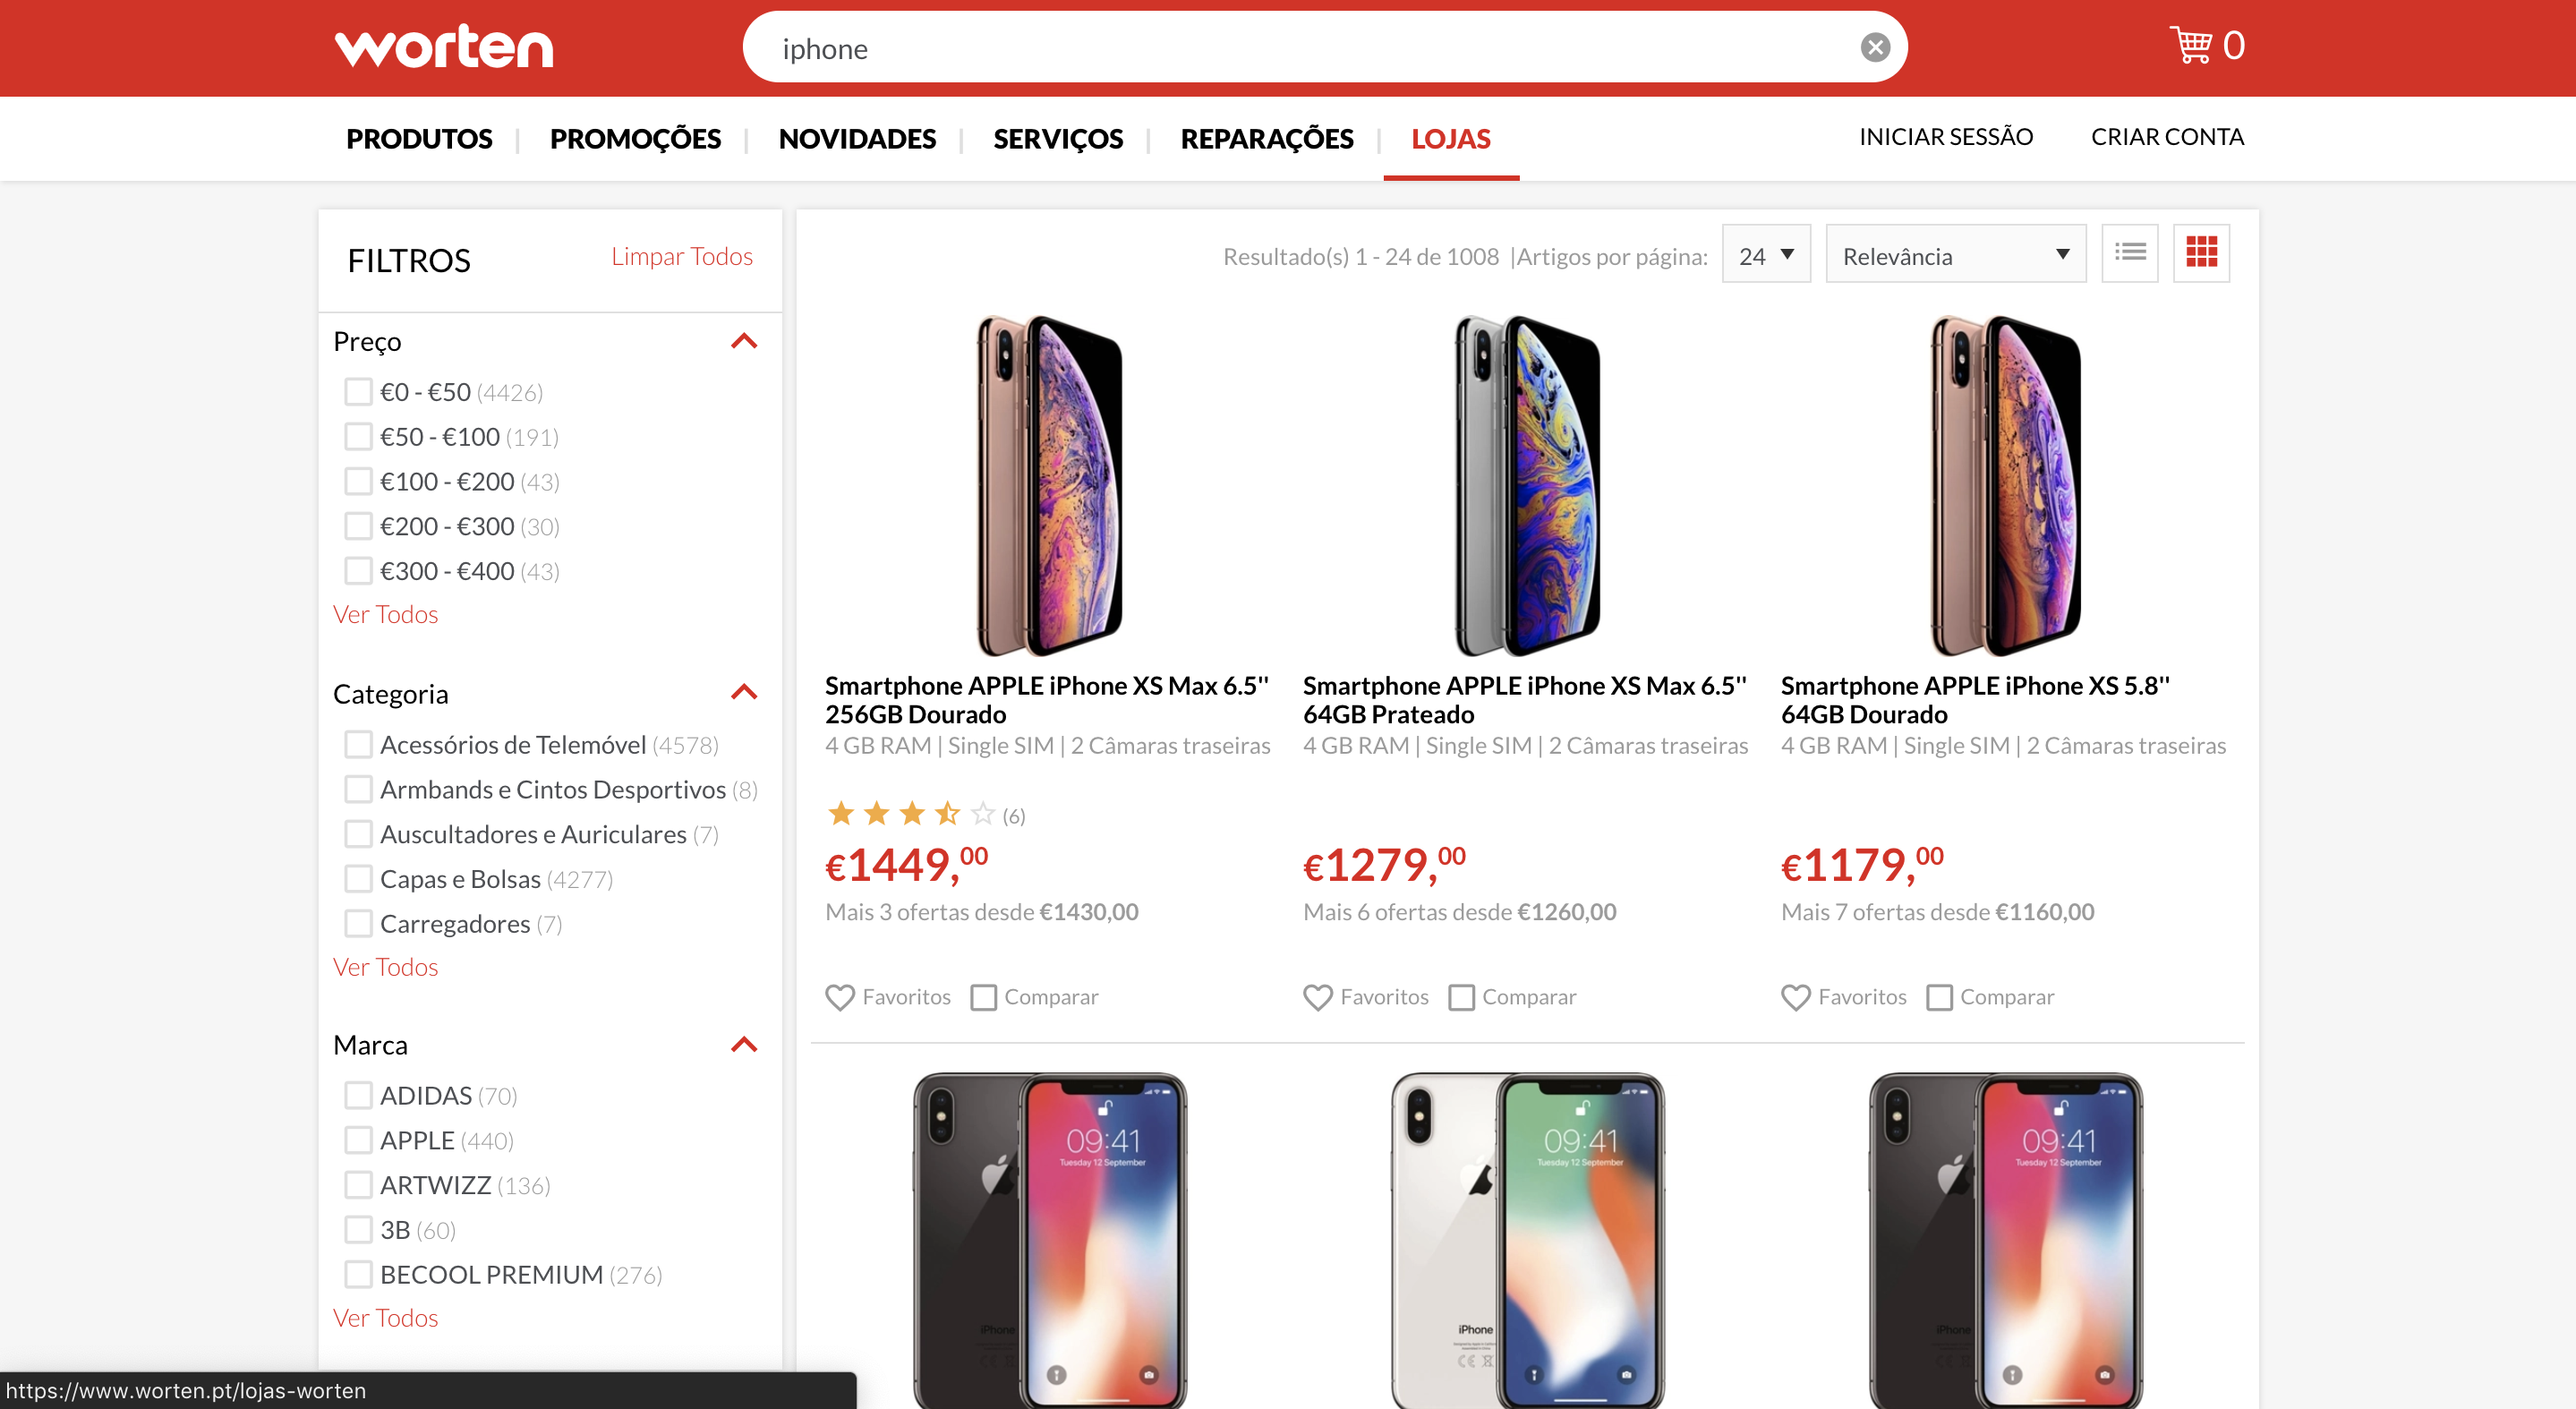 worten
iphone
0
PRODUTOS | PROMOÇÕES | NOVIDADES | SERVIÇOS | REPARAÇÕES | LOJAS
INICIAR SESSÃO
CRIAR CONTA
FILTROS
Limpar Todos
Preço
€0 - €50 (4426)
€50 - €100 (191)
€100 - €200 (43)
€200 - €300 (30)
€300 - €400 (43)
Ver Todos
Categoria
Acessórios de Telemóvel (4578)
Armbands e Cintos Desportivos (8)
Auscultadores e Auriculares (7)
Capas e Bolsas (4277)
Carregadores (7)
Ver Todos
Marca
ADIDAS (70)
APPLE (440)
ARTWIZZ (136)
3B (60)
BECOOL PREMIUM (276)
Ver Todos
Resultado(s) 1 - 24 de 1008 |Artigos por página:
24
Relevância
Smartphone APPLE iPhone XS Max 6.5''
256GB Dourado
4 GB RAM | Single SIM | 2 Câmaras traseiras
(6)
€1449,00
Mais 3 ofertas desde €1430,00
Favoritos
Comparar
Smartphone APPLE iPhone XS Max 6.5''
64GB Prateado
4 GB RAM | Single SIM | 2 Câmaras traseiras
€1279,00
Mais 6 ofertas desde €1260,00
Favoritos
Comparar
Smartphone APPLE iPhone XS 5.8''
64GB Dourado
4 GB RAM | Single SIM | 2 Câmaras traseiras
€1179,00
Mais 7 ofertas desde €1160,00
Favoritos
Comparar
09:41
Tuesday 12 September
iPhone
09:41
Tuesday 12 September
iPhone
09:41
Tuesday 12 September
iPhone
https://www.worten.pt/lojas-worten